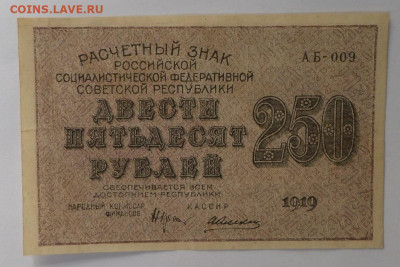 COINS.LAVE.RU
РАСЧЕТНЫЙ ЗНАК
РОССИЙСКОЙ
СОЦИАЛИСТИЧЕСКОЙ ФЕДЕРАТИВНОЙ
СОВЕТСКОЙ РЕСПУБЛИКИ
АБ-009
ДВЕСТИ
ПЯТЬДЕСЯТ
РУБЛЕЙ
250
ОБЕСПЕЧИВАЕТСЯ ВСЕМ
ДОСТОЯНИЕМ РЕСПУБЛИКИ
НАРОДНЫЙ КОМИССАР
ФИНАНСОВ
КАССИР
1919